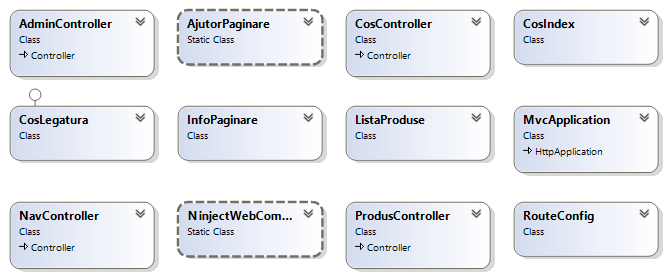 AdminController
Class
Controller
AjutorPaginare
Static Class
CosController
Class
Controller
CosIndex
Class
CosLegatura
Class
InfoPaginare
Class
ListaProduse
Class
MvcApplication
Class
HttpApplication
NavController
Class
Controller
NinjectWebCom...
Static Class
ProdusController
Class
Controller
RouteConfig
Class